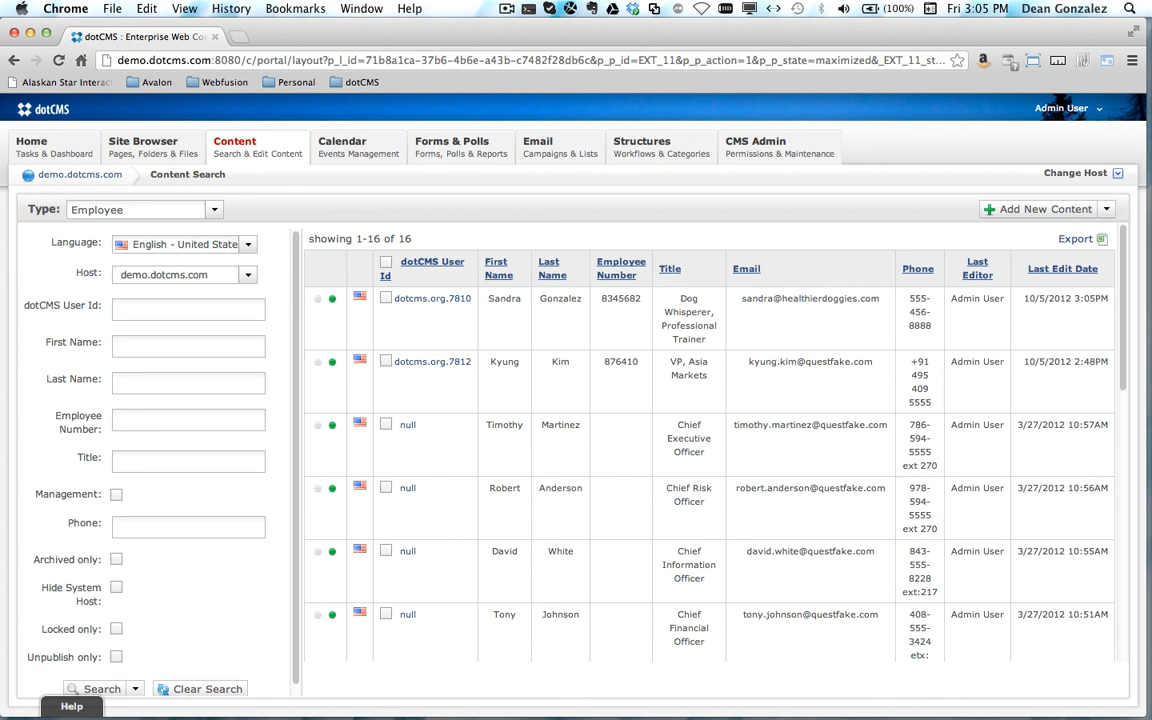 Chrome File Edit View History Bookmarks Window Help (100%) Fri 3:05 PM Dean Gonzalez
dotCMS : Enterprise Web Co
demo.dotcms.com:8080/c/portal/layout?p_l_id=71b8a1ca-37b6-4b6e-a43b-c7482f28db6c&p_p_id=EXT_11&p_p_action=1&p_p_state=maximized&_EXT_11_st...
Alaskan Star Interac Avalon Webfusion Personal dotCMS
dotCMS Admin User
Home Site Browser Content Calendar Forms & Polls Email Structures CMS Admin
Tasks & Dashboard Pages, Folders & Files Search & Edit Content Events Management Forms, Polls & Reports Campaigns & Lists Workflows & Categories Permissions & Maintenance
demo.dotcms.com Content Search Change Host
Type: Employee Add New Content
Language: English - United State
Host: demo.dotcms.com
dotCMS User Id:
First Name:
Last Name:
Employee
Number:
Title:
Management:
Phone:
Archived only:
Hide System
Host:
Locked only:
Unpublish only:
Search Clear Search
Help
showing 1-16 of 16 Export
dotCMS User First Last Employee Title Email Phone Last Last Edit Date
Id Name Name Number Editor
dotcms.org.7810 Sandra Gonzalez 8345682 Dog sandra@healthierdoggies.com 555- Admin User 10/5/2012 3:05PM
Whisperer, 456-
Professional 8888
Trainer
dotcms.org.7812 Kyung Kim 876410 VP, Asia kyung.kim@questfake.com +91 Admin User 10/5/2012 2:48PM
Markets 495
409
5555
null Timothy Martinez Chief timothy.martinez@questfake.com 786- Admin User 3/27/2012 10:57AM
Executive 594-
Officer 5555
ext 270
null Robert Anderson Chief Risk robert.anderson@questfake.com 978- Admin User 3/27/2012 10:56AM
Officer 594-
5555
ext 270
null David White Chief david.white@questfake.com 843- Admin User 3/27/2012 10:55AM
Information 555-
Officer 8228
ext:217
null Tony Johnson Chief tony.johnson@questfake.com 408- Admin User 3/27/2012 10:51AM
Financial 555-
Officer 3424
etx: